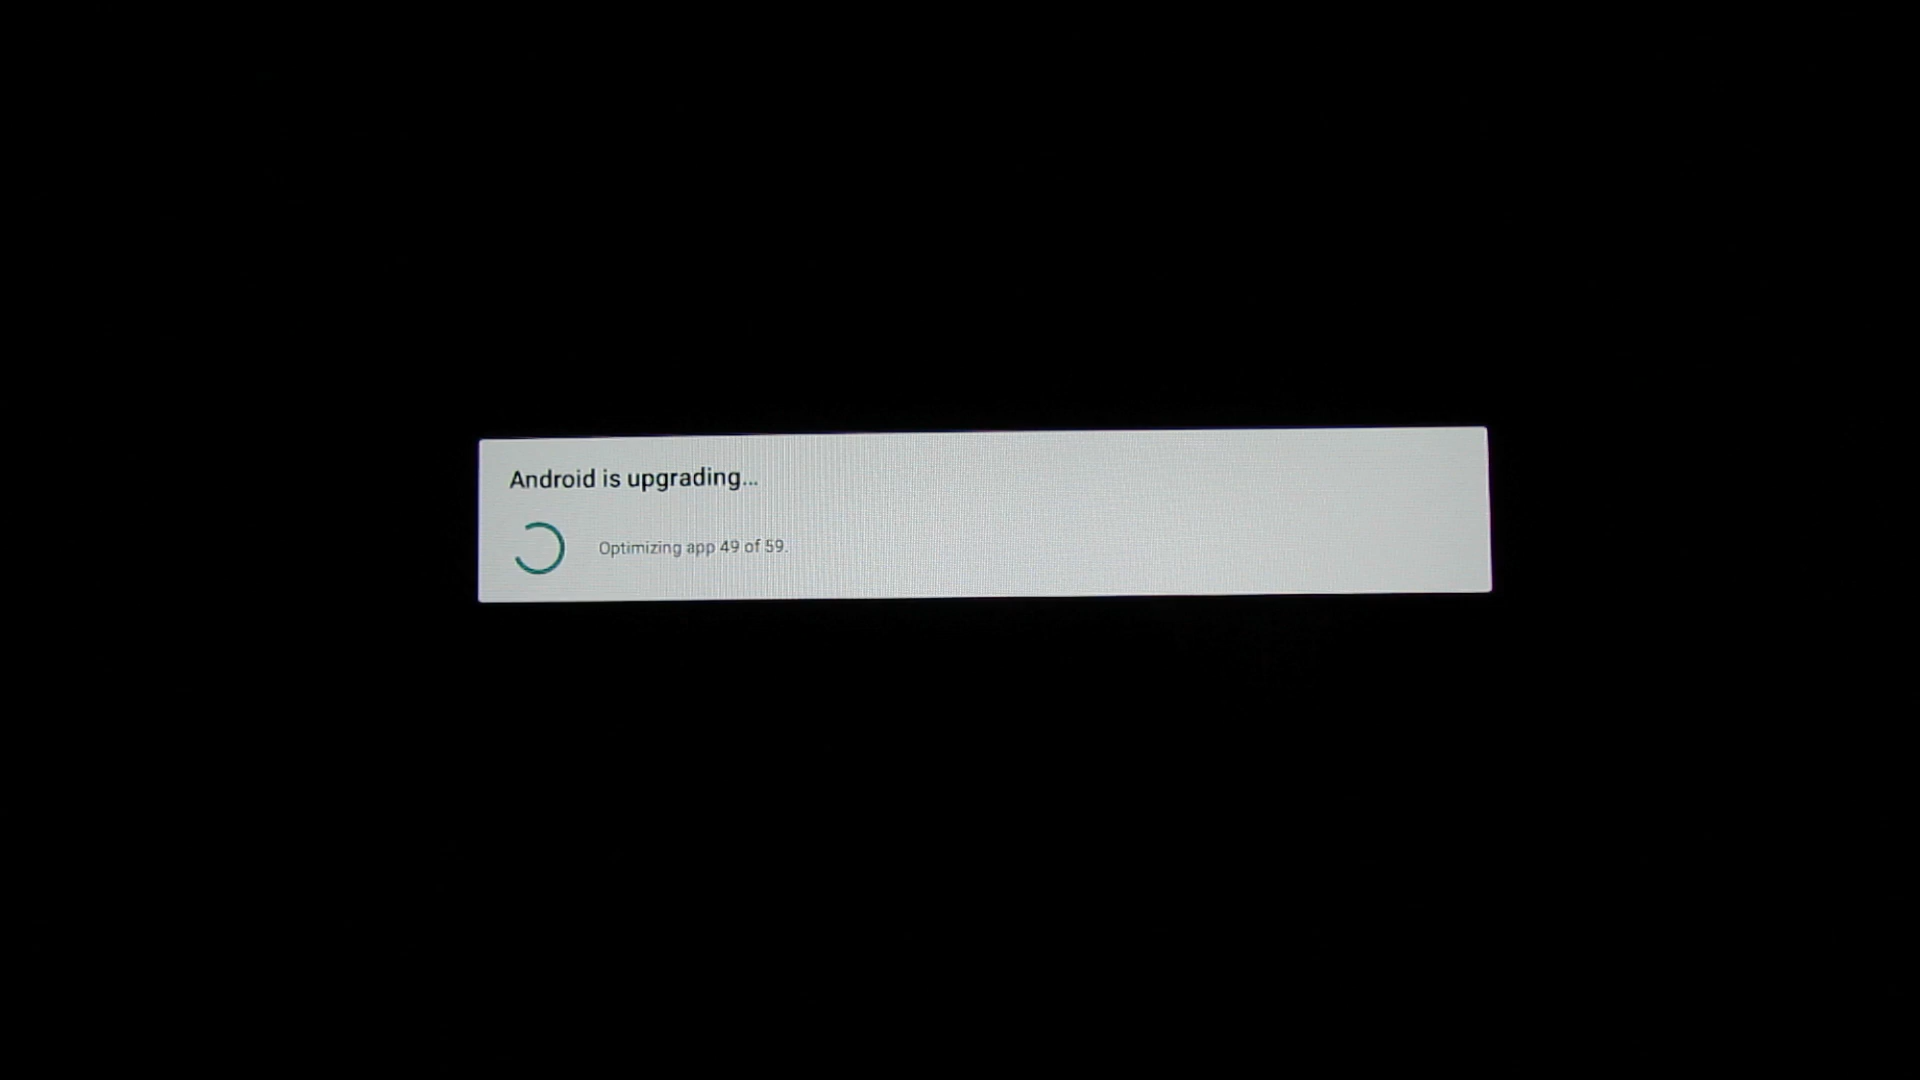 Android is upgrading...
Optimizing app 49 of 59.